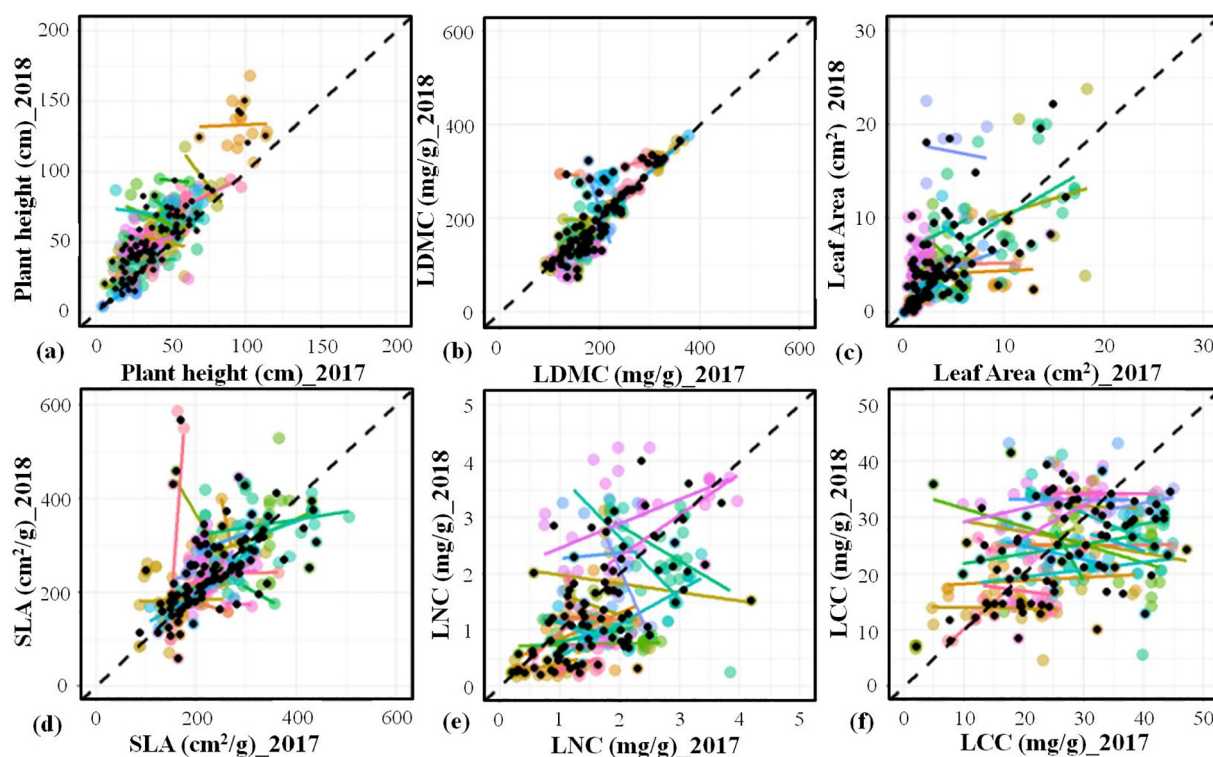 200
150
100
50
0
Plant height (cm)_2018
0 50 100 150 200
(a)
Plant height (cm)_2017
600
400
200
0
LDMC (mg/g)_2018
0 200 400 600
(b)
LDMC (mg/g)_2017
30
20
10
0
Leaf Area (cm²) 2018
0 10 20 30
(c)
Leaf Area (cm²)_2017
600
400
200
0
SLA (cm²/g)_2018
0 200 400 600
(d)
SLA (cm²/g)_2017
5
4
3
2
1
0
LNC (mg/g)_2018
0 1 2 3 4 5
(e)
LNC (mg/g)_2017
50
40
30
20
10
0
LCC (mg/g)_2018
0 10 20 30 40 50
(f)
LCC (mg/g)_2017